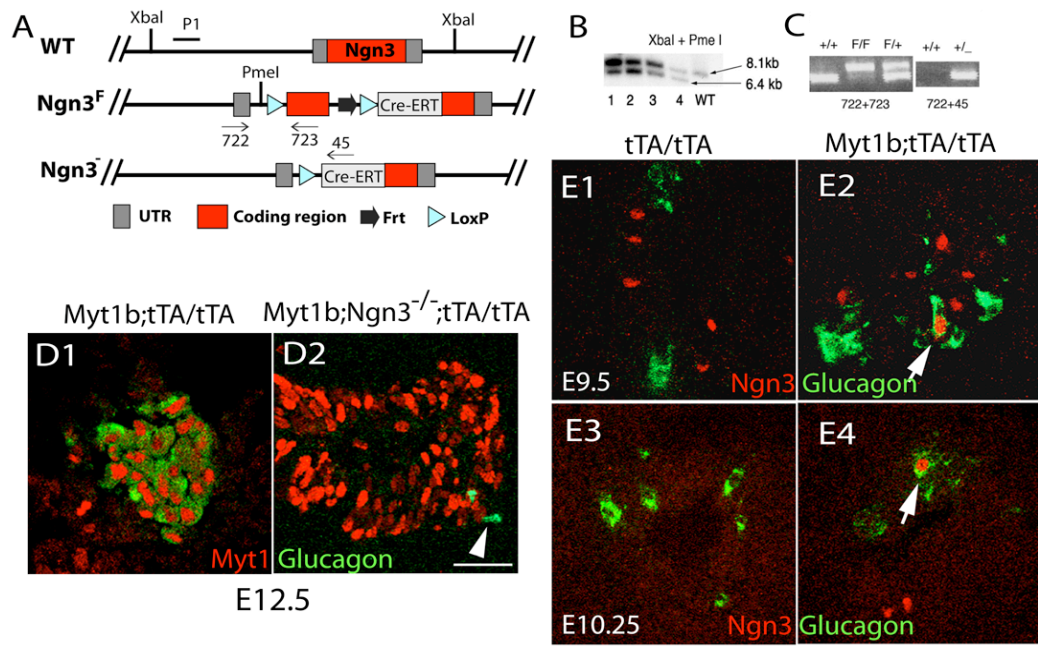 A
XbaI
P1
XbaI
WT
Ngn3
PmeI
Ngn3F
Cre-ERT
722
723
45
Ngn3-
Cre-ERT
UTR
Coding region
Frt
LoxP
B
XbaI + Pme I
8.1kb
6.4 kb
1 2 3 4 WT
C
+/+ F/F F/+ +/+ +/_
722+723 722+45
Myt1b;tTA/tTA
Myt1b;Ngn3-/-;tTA/tTA
D1
D2
Myt1
Glucagon
E12.5
tTA/tTA
Myt1b;tTA/tTA
E1
E2
E9.5
Ngn3
Glucagon
E3
E4
E10.25
Ngn3
Glucagon